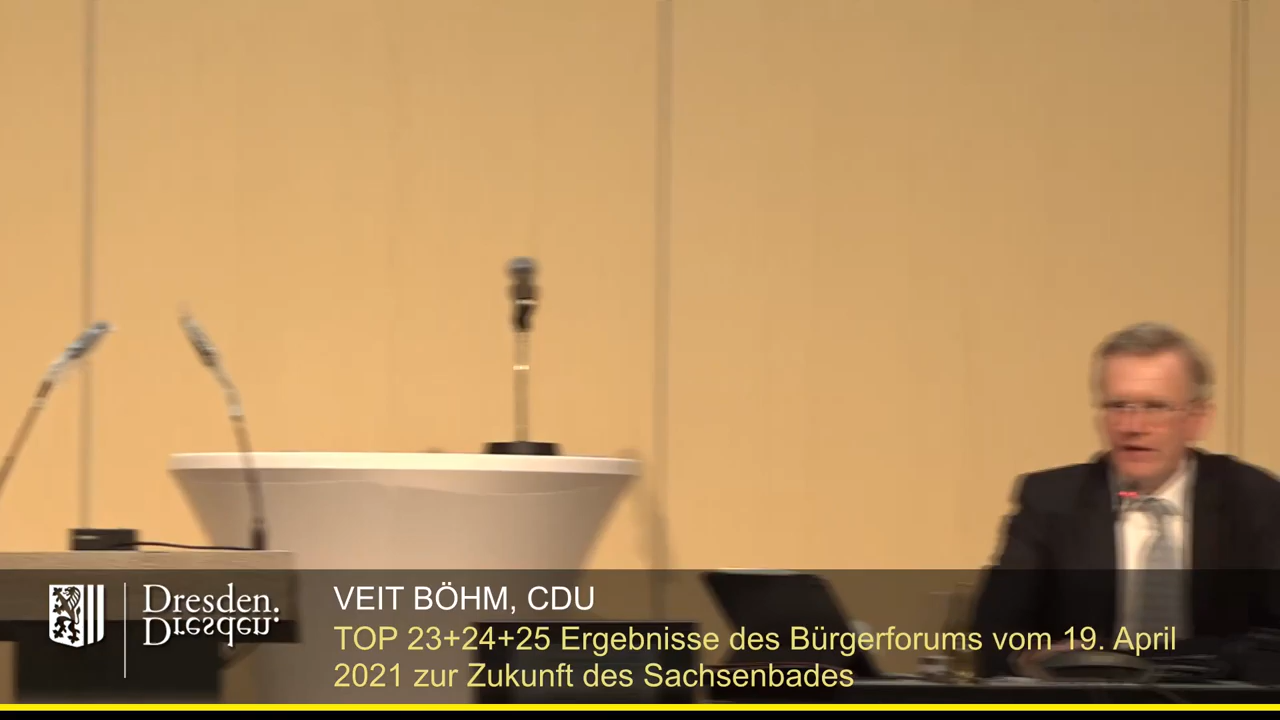 Dresden.
Dresden.
VEIT BÖHM, CDU
TOP 23+24+25 Ergebnisse des Bürgerforums vom 19. April
2021 zur Zukunft des Sachsenbades